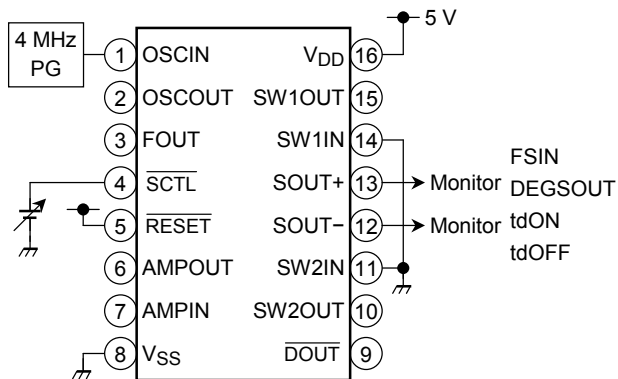 5 V
4 MHz
PG
1 OSCIN VDD 16
2 OSCOUT SW1OUT 15
3 FOUT SW1IN 14
4 SCTL SOUT+ 13 Monitor
5 RESET SOUT− 12 Monitor
6 AMPOUT SW2IN 11
7 AMPIN SW2OUT 10
8 VSS DOUT 9
FSIN
DEGSOUT
tdON
tdOFF